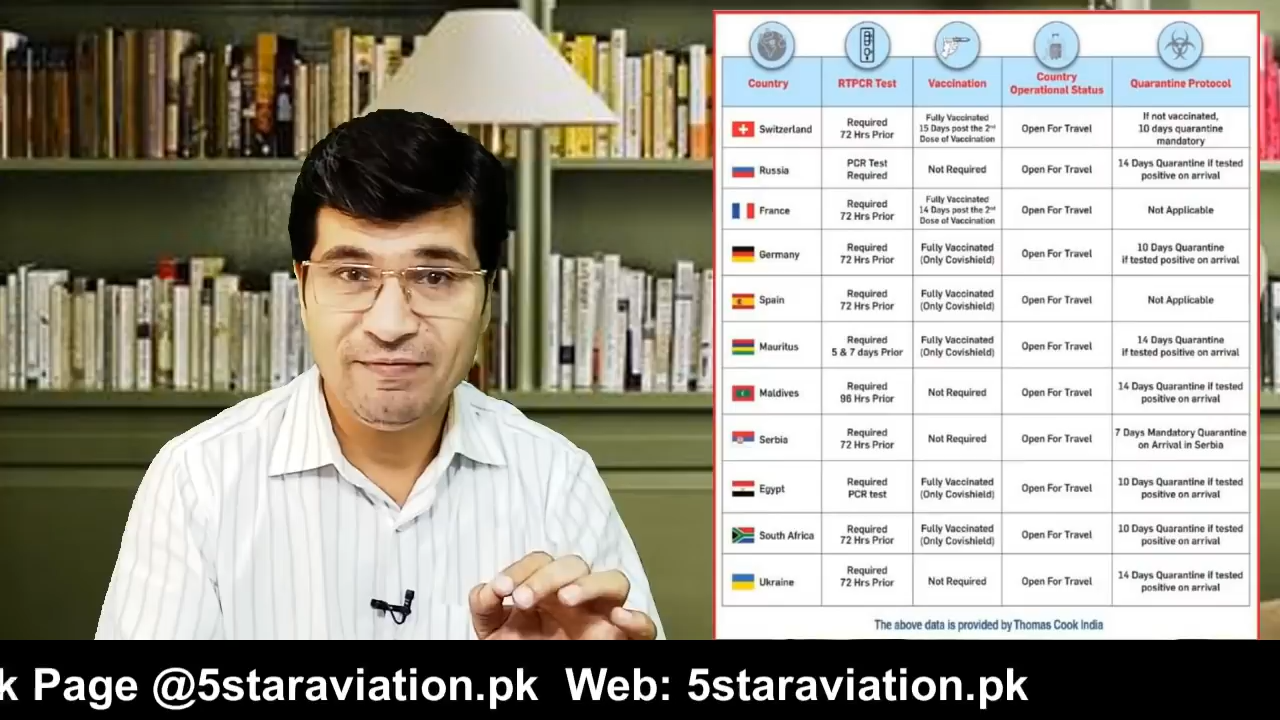 Country
RTPCR Test
Vaccination
Country
Operational Status
Quarantine Protocol
Switzerland
Required
72 Hrs Prior
Fully Vaccinated
15 Days post the 2nd
Dose of Vaccination
Open For Travel
If not vaccinated,
10 days quarantine
mandatory
Russia
PCR Test
Required
Not Required
Open For Travel
14 Days Quarantine if tested
positive on arrival
France
Required
72 Hrs Prior
Fully Vaccinated
14 Days post the 2nd
Dose of Vaccination
Open For Travel
Not Applicable
Germany
Required
72 Hrs Prior
Fully Vaccinated
(Only Covishield)
Open For Travel
10 Days Quarantine
if tested positive on arrival
Spain
Required
72 Hrs Prior
Fully Vaccinated
(Only Covishield)
Open For Travel
Not Applicable
Mauritus
Required
5 & 7 days Prior
Fully Vaccinated
(Only Covishield)
Open For Travel
14 Days Quarantine
if tested positive on arrival
Maldives
Required
96 Hrs Prior
Not Required
Open For Travel
14 Days Quarantine if tested
positive on arrival
Serbia
Required
72 Hrs Prior
Not Required
Open For Travel
7 Days Mandatory Quarantine
on Arrival in Serbia
Egypt
Required
PCR test
Fully Vaccinated
(Only Covishield)
Open For Travel
10 Days Quarantine if tested
positive on arrival
South Africa
Required
72 Hrs Prior
Fully Vaccinated
(Only Covishield)
Open For Travel
10 Days Quarantine if tested
positive on arrival
Ukraine
Required
72 Hrs Prior
Not Required
Open For Travel
14 Days Quarantine if tested
positive on arrival
The above data is provided by Thomas Cook India
k Page @5staraviation.pk Web: 5staraviation.pk